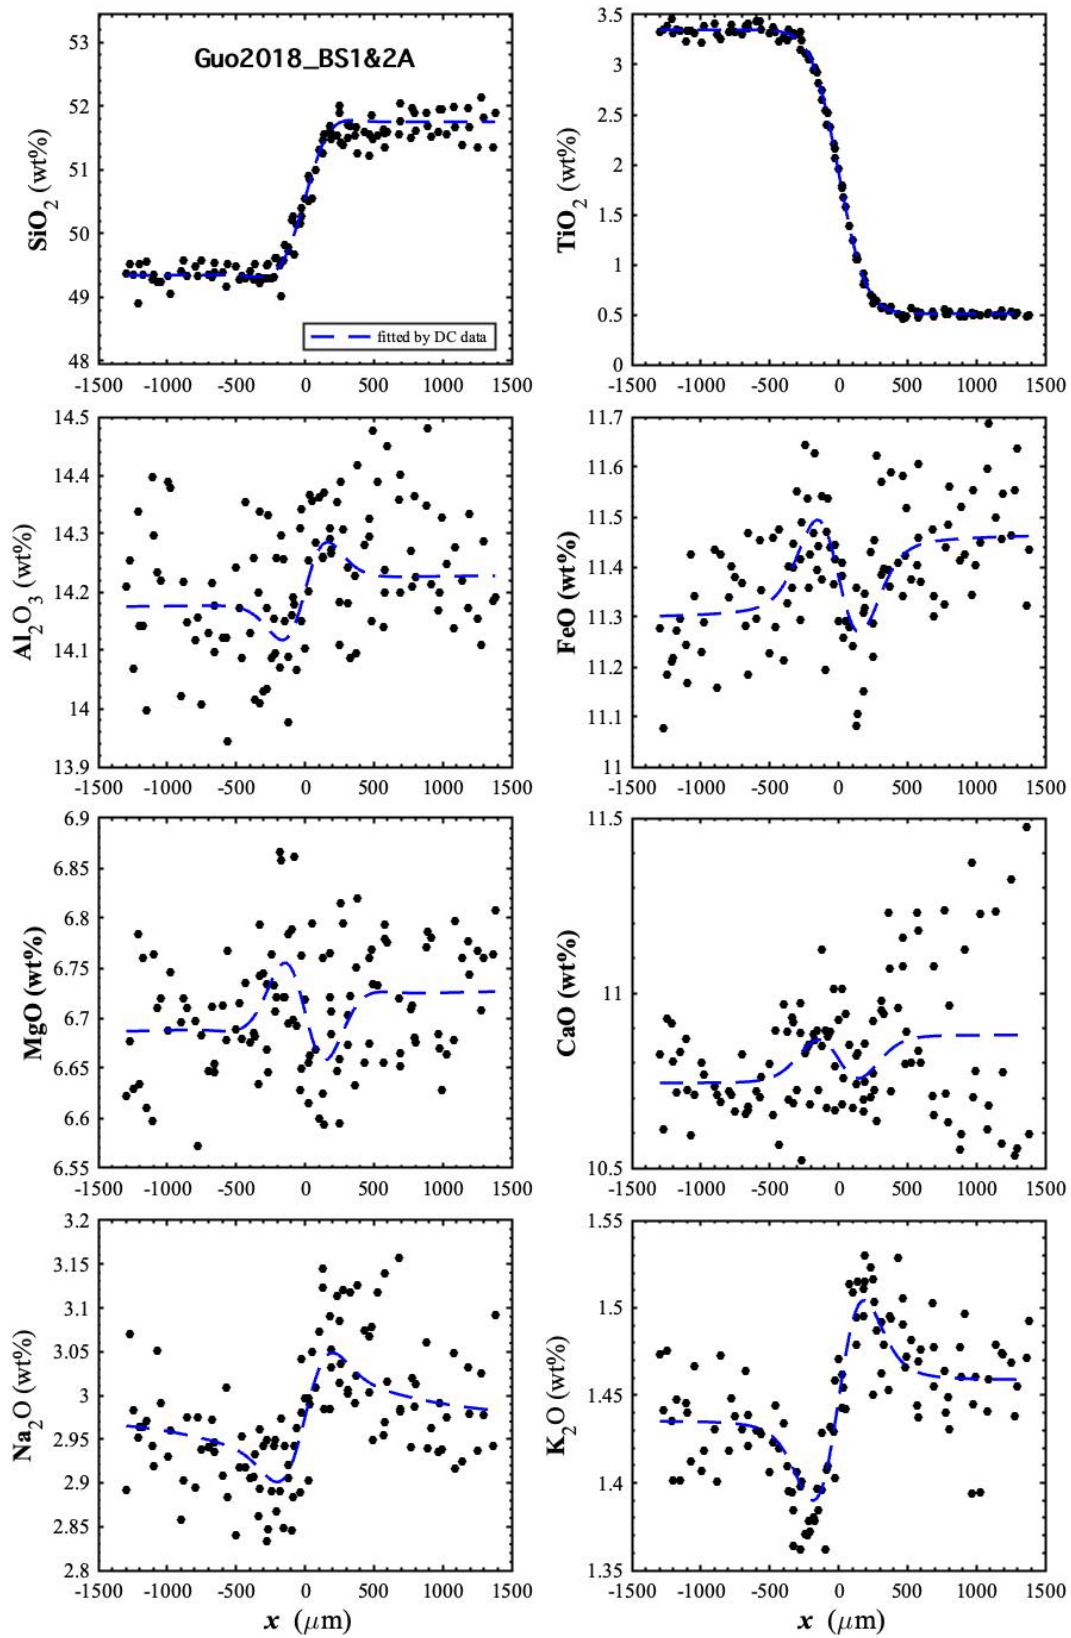 Guo2018_BS1&2A
SiO2 (wt%)
53
52
51
50
49
48
-1500 -1000 -500 0 500 1000 1500
fitted by DC data
TiO2 (wt%)
3.5
3
2.5
2
1.5
1
0.5
0
-1500 -1000 -500 0 500 1000 1500
Al2O3 (wt%)
14.5
14.4
14.3
14.2
14.1
14
13.9
-1500 -1000 -500 0 500 1000 1500
FeO (wt%)
11.7
11.6
11.5
11.4
11.3
11.2
11.1
11
-1500 -1000 -500 0 500 1000 1500
MgO (wt%)
6.9
6.85
6.8
6.75
6.7
6.65
6.6
6.55
-1500 -1000 -500 0 500 1000 1500
CaO (wt%)
11.5
11
10.5
-1500 -1000 -500 0 500 1000 1500
Na2O (wt%)
3.2
3.15
3.1
3.05
3
2.95
2.9
2.85
2.8
-1500 -1000 -500 0 500 1000 1500
x (μm)
K2O (wt%)
1.55
1.5
1.45
1.4
1.35
-1500 -1000 -500 0 500 1000 1500
x (μm)